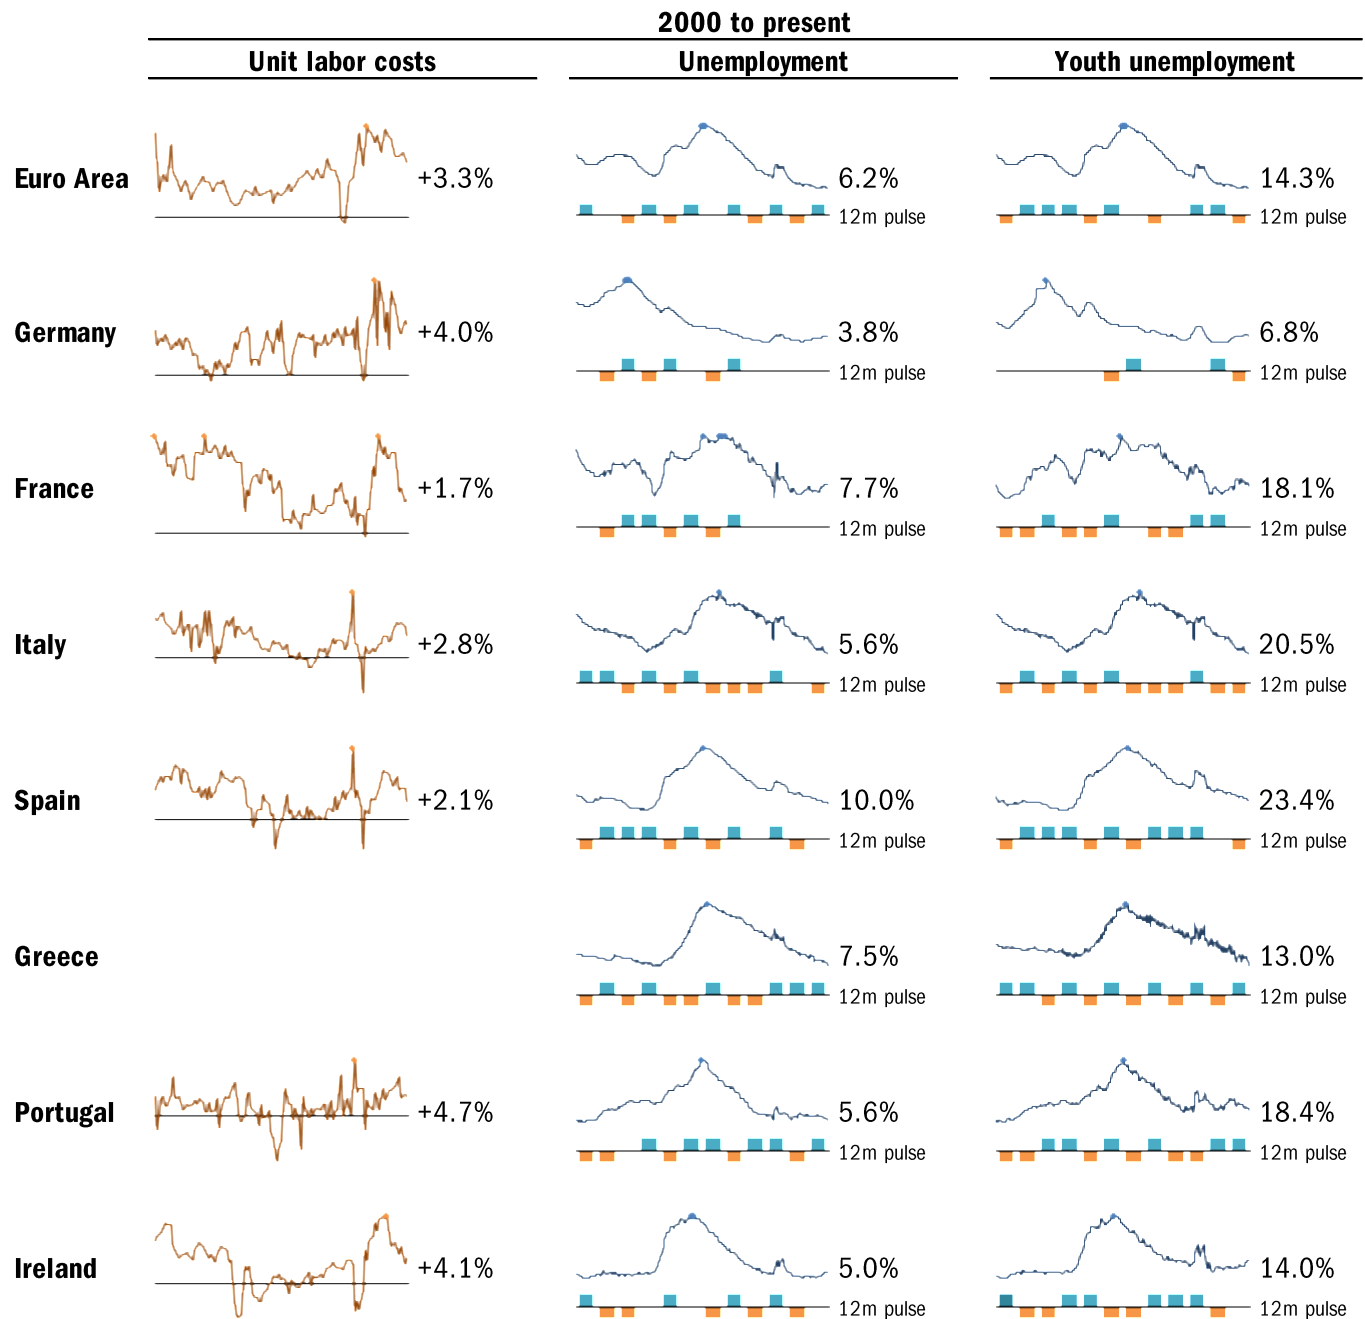 2000 to present
Unit labor costs Unemployment Youth unemployment
Euro Area +3.3% 6.2% 14.3%
12m pulse 12m pulse
Germany +4.0% 3.8% 6.8%
12m pulse 12m pulse
France +1.7% 7.7% 18.1%
12m pulse 12m pulse
Italy +2.8% 5.6% 20.5%
12m pulse 12m pulse
Spain +2.1% 10.0% 23.4%
12m pulse 12m pulse
Greece 7.5% 13.0%
12m pulse 12m pulse
Portugal +4.7% 5.6% 18.4%
12m pulse 12m pulse
Ireland +4.1% 5.0% 14.0%
12m pulse 12m pulse